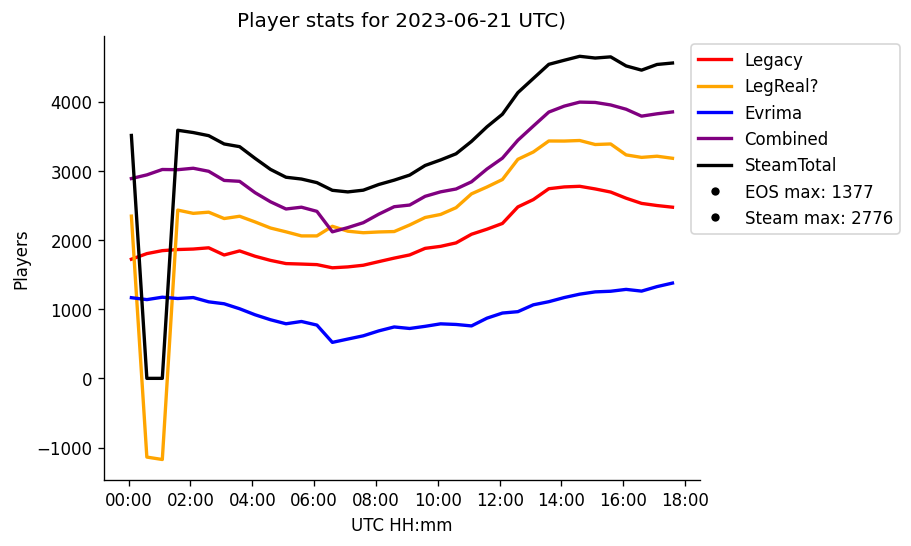 Player stats for 2023-06-21 UTC)
Legacy
LegReal?
Evrima
Combined
SteamTotal
EOS max: 1377
Steam max: 2776
Players
4000
3000
2000
1000
0
−1000
00:00 02:00 04:00 06:00 08:00 10:00 12:00 14:00 16:00 18:00
UTC HH:mm